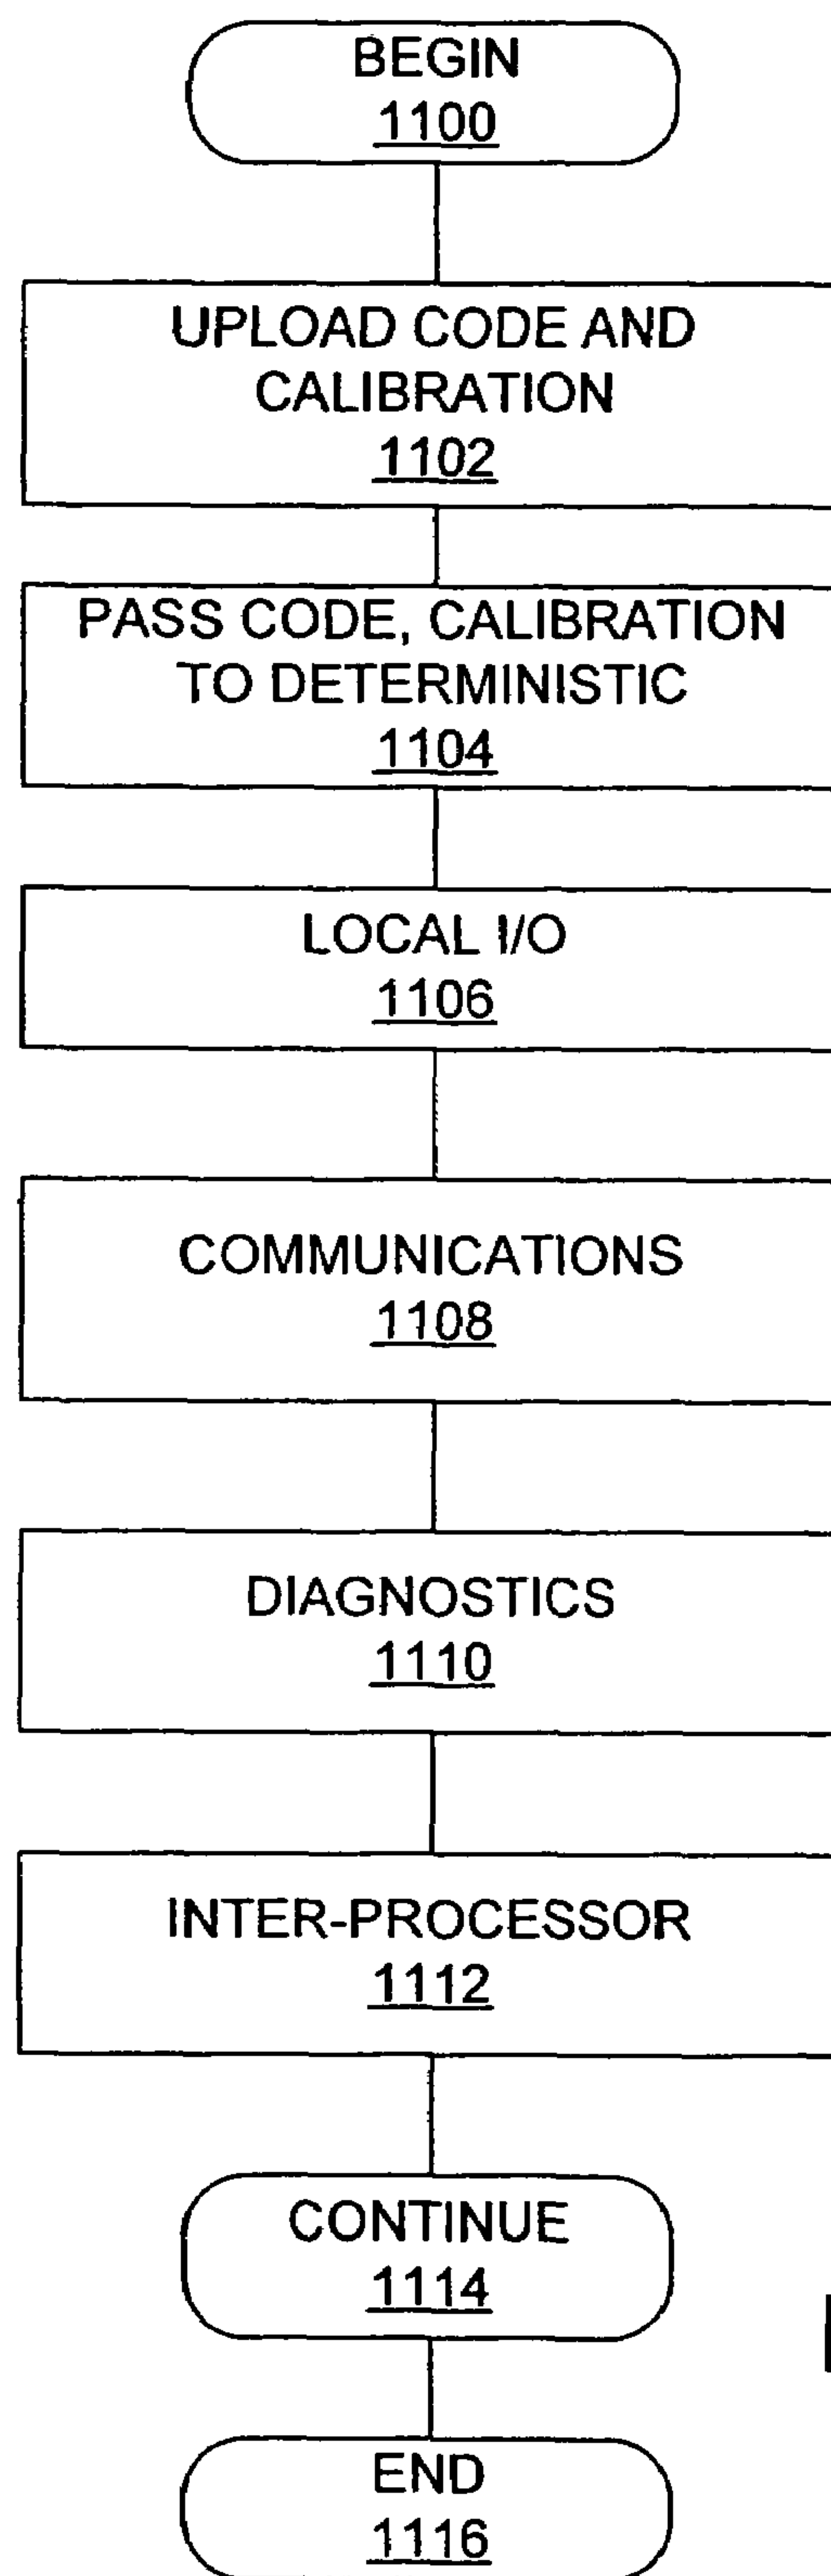 BEGIN
1100
UPLOAD CODE AND
CALIBRATION
1102
PASS CODE, CALIBRATION
TO DETERMINISTIC
1104
LOCAL I/O
1106
COMMUNICATIONS
1108
DIAGNOSTICS
1110
INTER-PROCESSOR
1112
CONTINUE
1114
END
1116